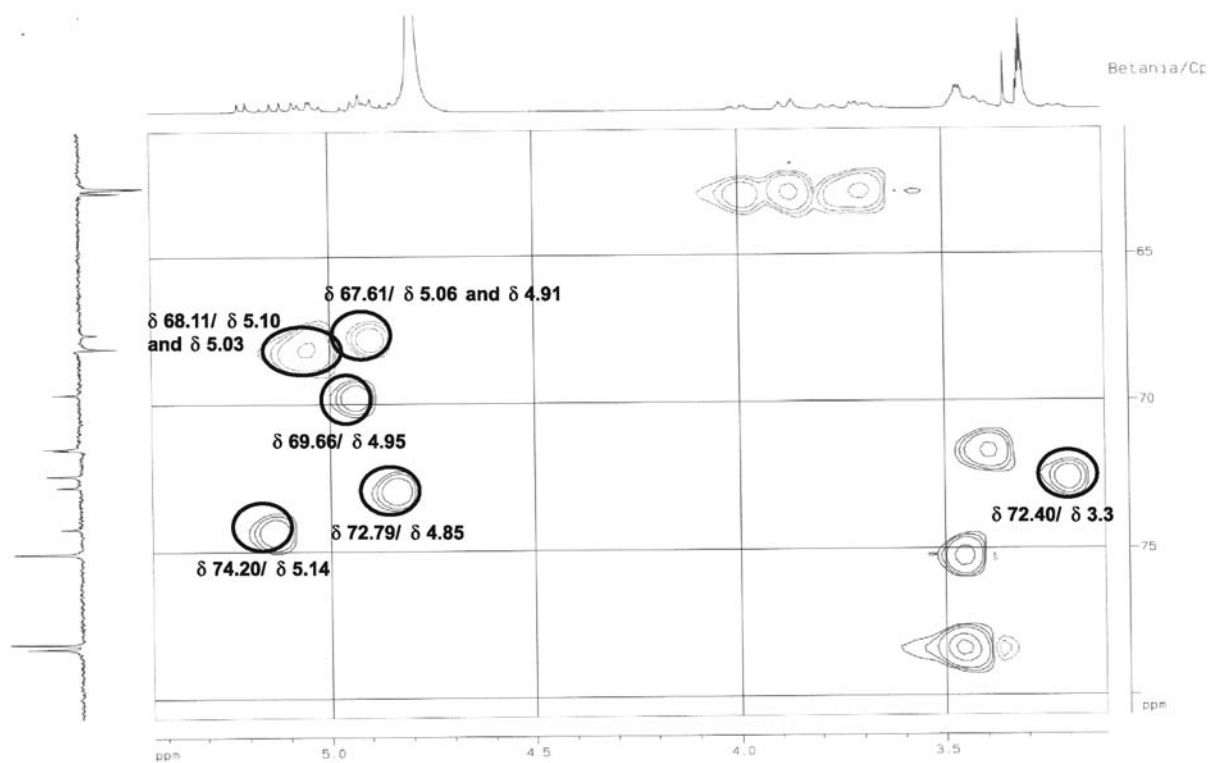 Betania/Cp
65
δ 67.61/ δ 5.06 and δ 4.91
δ 68.11/ δ 5.10
and δ 5.03
70
δ 69.66/ δ 4.95
δ 72.79/ δ 4.85
δ 72.40/ δ 3.3
75
δ 74.20/ δ 5.14
ppm
ppm
5.0
4.5
4.0
3.5